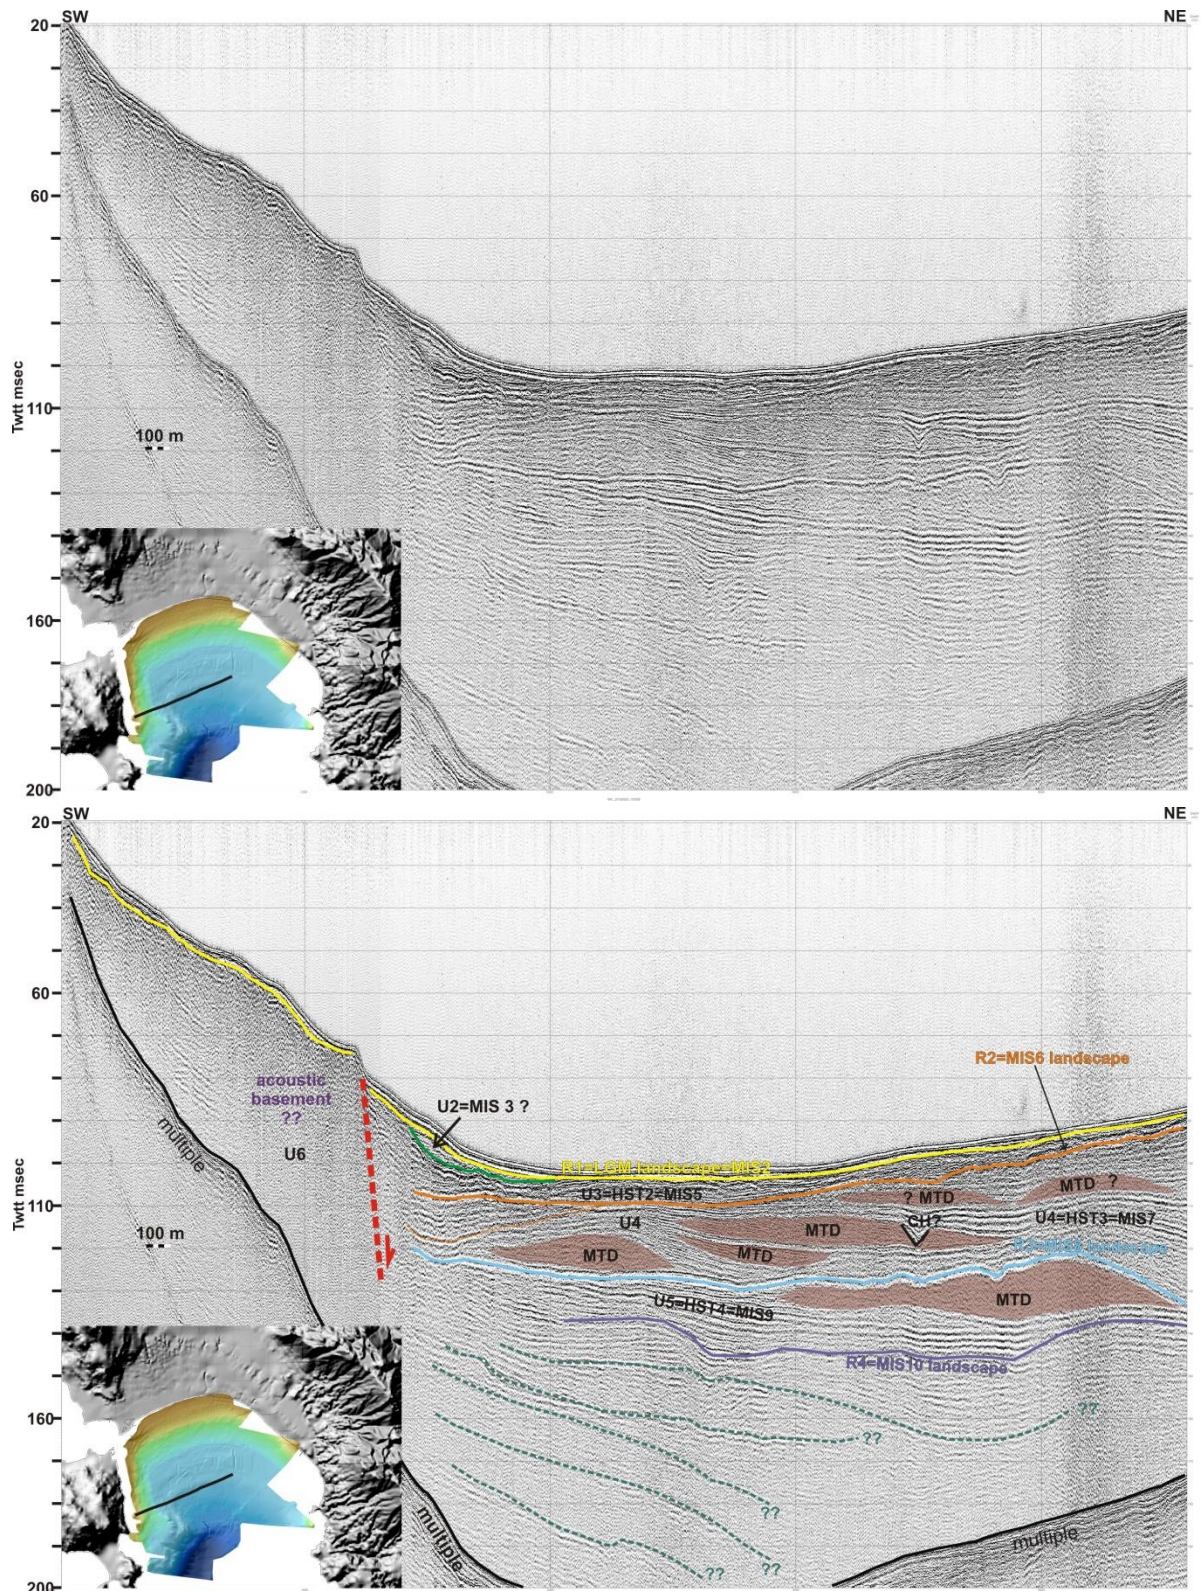 SW
NE
20
60
Twtt msec
110
100 m
160
200
SW
NE
20
60
R2=MIS6 landscape
acoustic
basement
??
U2=MIS 3 ?
multiple
U6
R1=LGM landscape=MIS2
U3=HST2=MIS5
MTD ?
? MTD
Twtt msec
110
U4
MTD
CH?
U4=HST3=MIS7
100 m
MTD
MTD
landscape
U5=HST4=MIS9
MTD
R4=MIS10 landscape
160
??
??
??
multiple
multiple
??
??
200